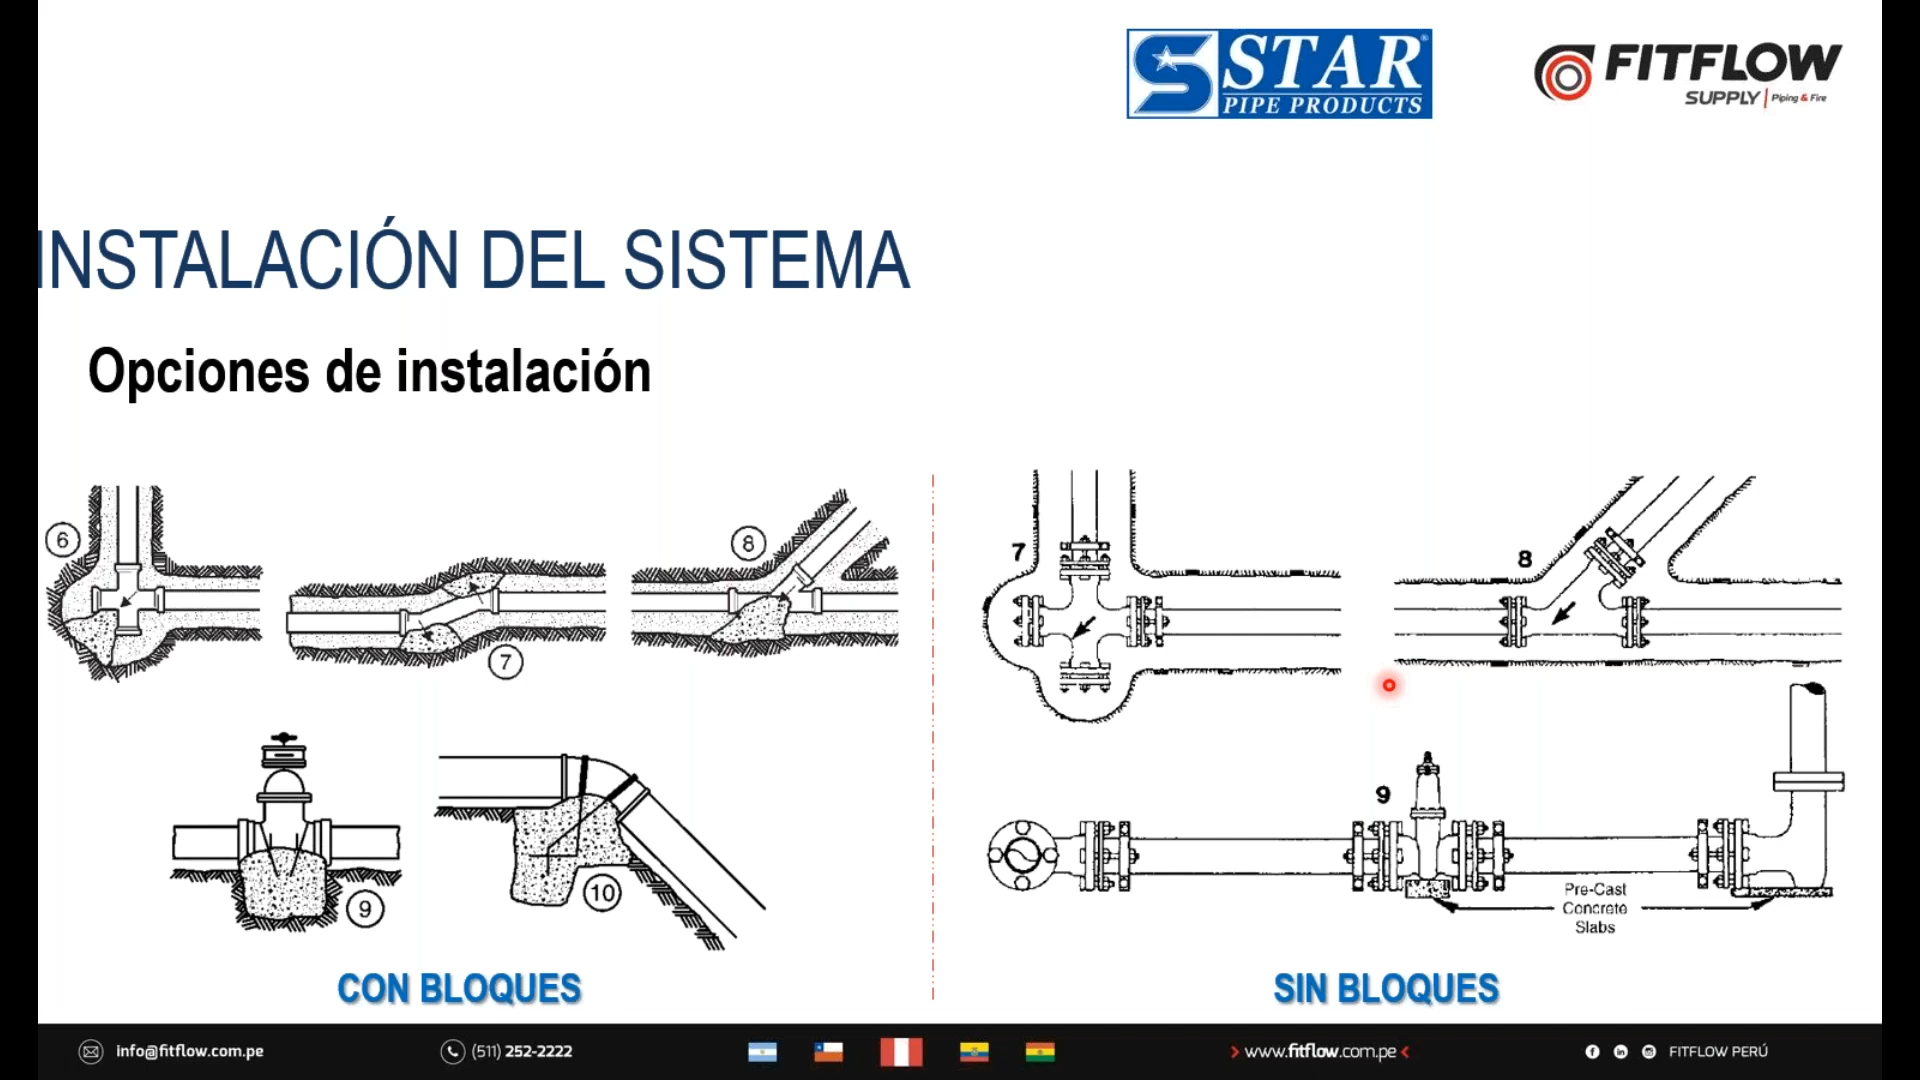 STAR
PIPE PRODUCTS
FITFLOW
SUPPLY | Piping & Fire
INSTALACIÓN DEL SISTEMA
Opciones de instalación
6
7
8
9
10
CON BLOQUES
7
8
9
Pre-Cast
Concrete
Slabs
SIN BLOQUES
info@fitflow.com.pe
(511) 252-2222
www.fitflow.com.pe
FITFLOW PERÚ